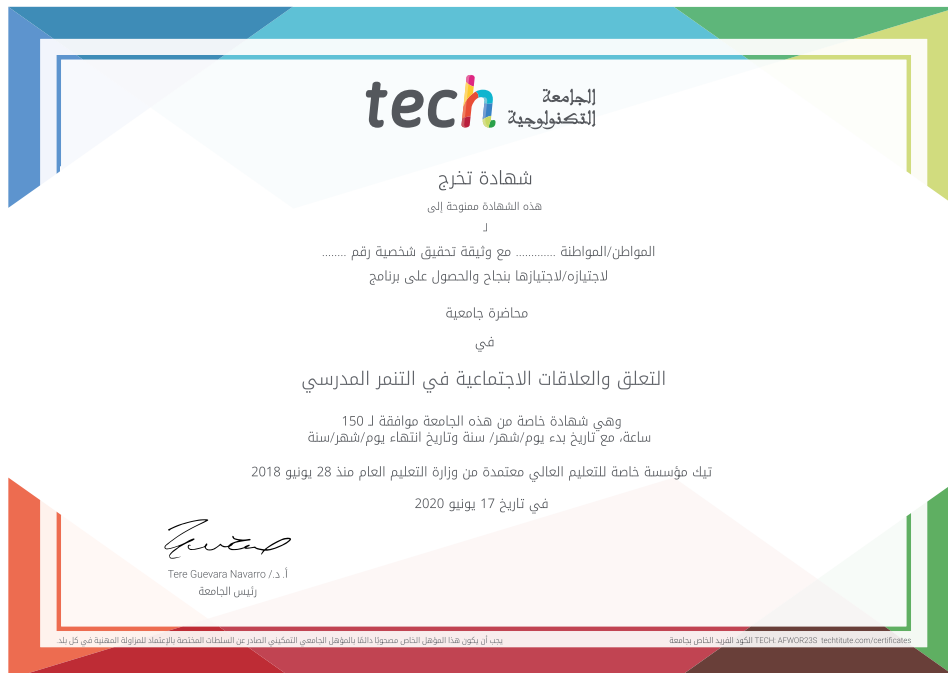 tech الجامعة
التكنولوجية
شهادة تخرج
هذه الشهادة ممنوحة إلى
لـ
المواطن/المواطنة ............ مع وثيقة تحقيق شخصية رقم ........
لاجتيازه/لاجتيازها بنجاح والحصول على برنامج
محاضرة جامعية
في
التعلق والعلاقات الاجتماعية في التنمر المدرسي
وهي شهادة خاصة من هذه الجامعة موافقة لـ 150
ساعة، مع تاريخ بدء يوم/شهر/ سنة وتاريخ انتهاء يوم/شهر/سنة
تيك مؤسسة خاصة للتعليم العالي معتمدة من وزارة التعليم العام منذ 28 يونيو 2018
في تاريخ 17 يونيو 2020
أ. د./ Tere Guevara Navarro
رئيس الجامعة
يجب أن يكون هذا المؤهل الخاص مصحوبًا دائمًا بالمؤهل الجامعي التمكيني الصادر عن السلطات المختصة بالإعتماد للمزاولة المهنية في كل بلد.
الكود الفريد الخاص بجامعة TECH: AFWOR23S techtitute.com/certificates